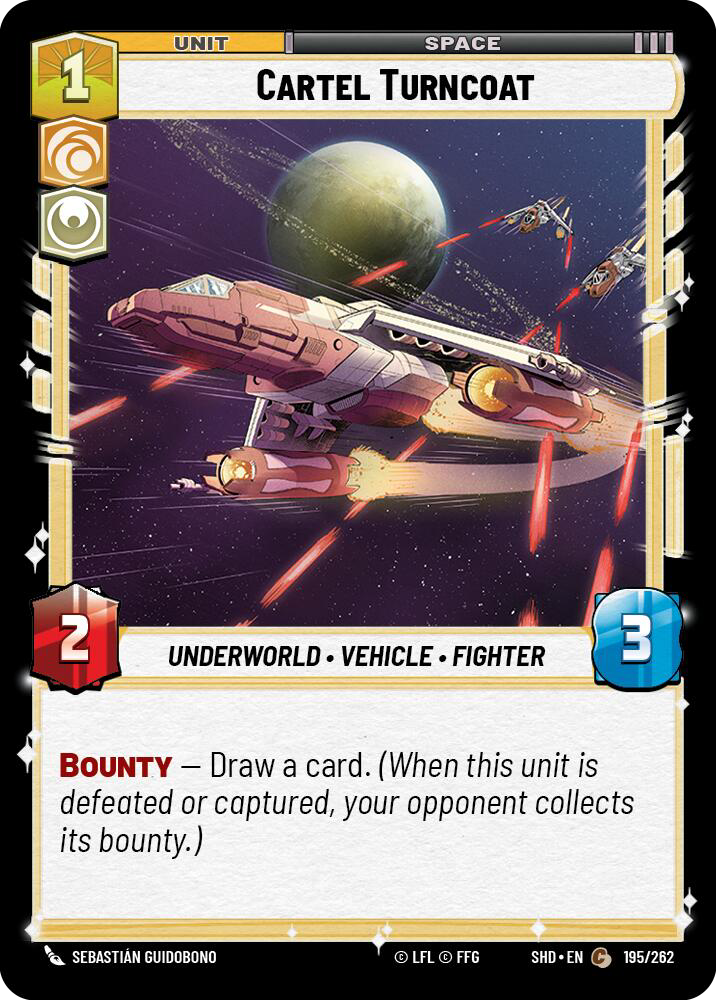 UNIT
SPACE
1
CARTEL TURNCOAT
2
3
UNDERWORLD • VEHICLE • FIGHTER
BOUNTY — Draw a card. (When this unit is
defeated or captured, your opponent collects
its bounty.)
SEBASTIÁN GUIDOBONO
© LFL © FFG
SHD • EN C 195/262